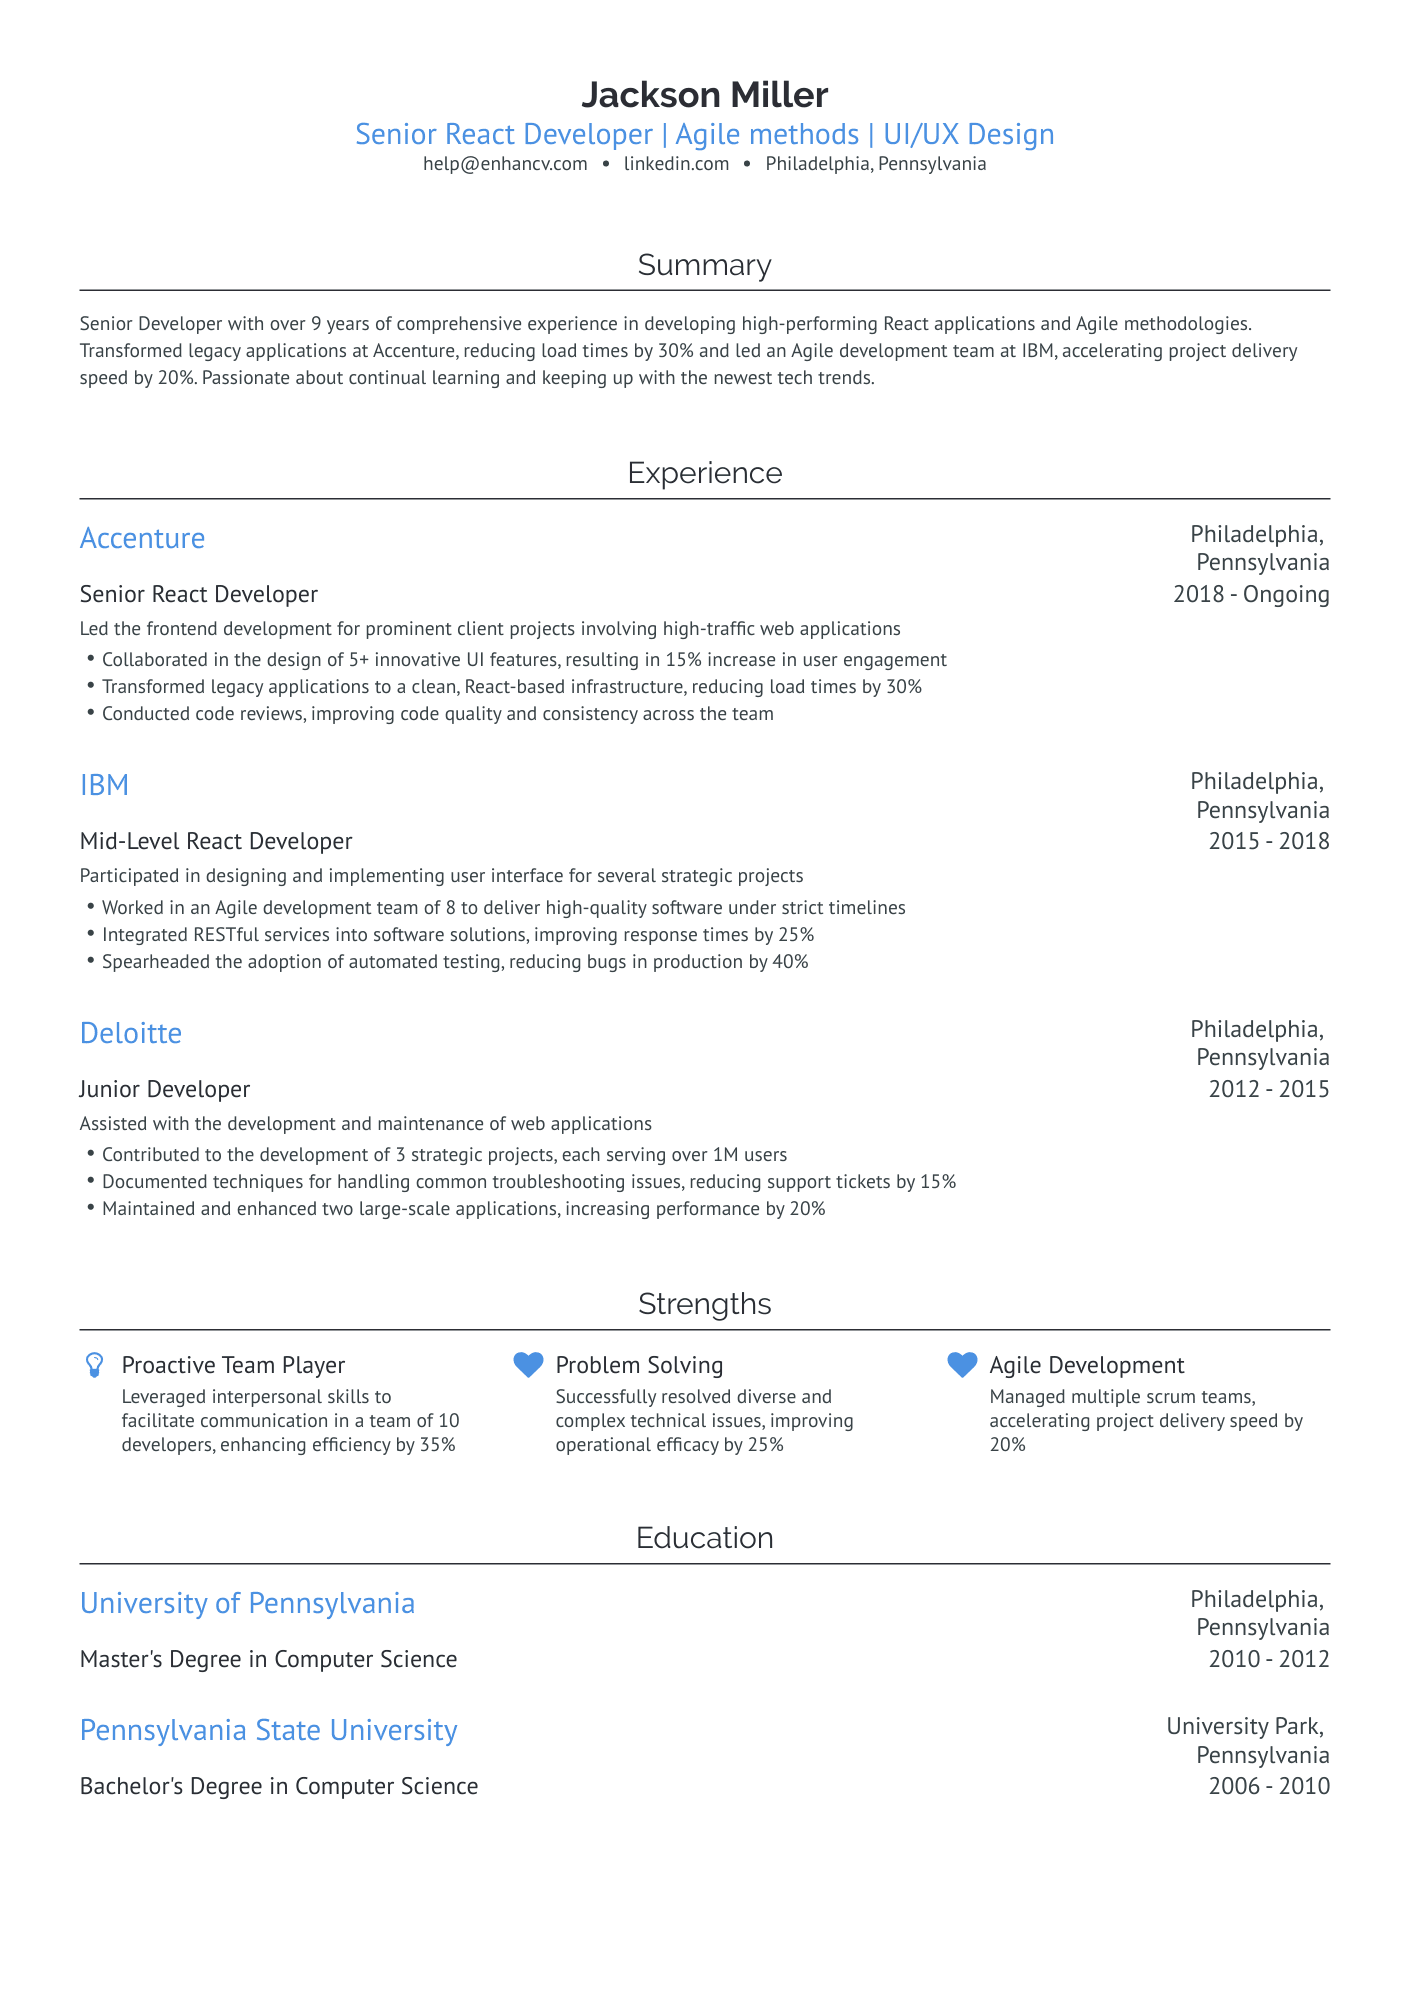 Jackson Miller
Senior React Developer | Agile methods | UI/UX Design
help@enhancv.com • linkedin.com • Philadelphia, Pennsylvania
Summary
Senior Developer with over 9 years of comprehensive experience in developing high-performing React applications and Agile methodologies.
Transformed legacy applications at Accenture, reducing load times by 30% and led an Agile development team at IBM, accelerating project delivery
speed by 20%. Passionate about continual learning and keeping up with the newest tech trends.
Experience
Accenture
Philadelphia,
Pennsylvania
Senior React Developer
2018 - Ongoing
Led the frontend development for prominent client projects involving high-traffic web applications
• Collaborated in the design of 5+ innovative UI features, resulting in 15% increase in user engagement
• Transformed legacy applications to a clean, React-based infrastructure, reducing load times by 30%
• Conducted code reviews, improving code quality and consistency across the team
IBM
Philadelphia,
Pennsylvania
Mid-Level React Developer
2015 - 2018
Participated in designing and implementing user interface for several strategic projects
• Worked in an Agile development team of 8 to deliver high-quality software under strict timelines
• Integrated RESTful services into software solutions, improving response times by 25%
• Spearheaded the adoption of automated testing, reducing bugs in production by 40%
Deloitte
Philadelphia,
Pennsylvania
Junior Developer
2012 - 2015
Assisted with the development and maintenance of web applications
• Contributed to the development of 3 strategic projects, each serving over 1M users
• Documented techniques for handling common troubleshooting issues, reducing support tickets by 15%
• Maintained and enhanced two large-scale applications, increasing performance by 20%
Strengths
Proactive Team Player
Leveraged interpersonal skills to
facilitate communication in a team of 10
developers, enhancing efficiency by 35%
Problem Solving
Successfully resolved diverse and
complex technical issues, improving
operational efficacy by 25%
Agile Development
Managed multiple scrum teams,
accelerating project delivery speed by
20%
Education
University of Pennsylvania
Philadelphia,
Pennsylvania
Master's Degree in Computer Science
2010 - 2012
Pennsylvania State University
University Park,
Pennsylvania
Bachelor's Degree in Computer Science
2006 - 2010